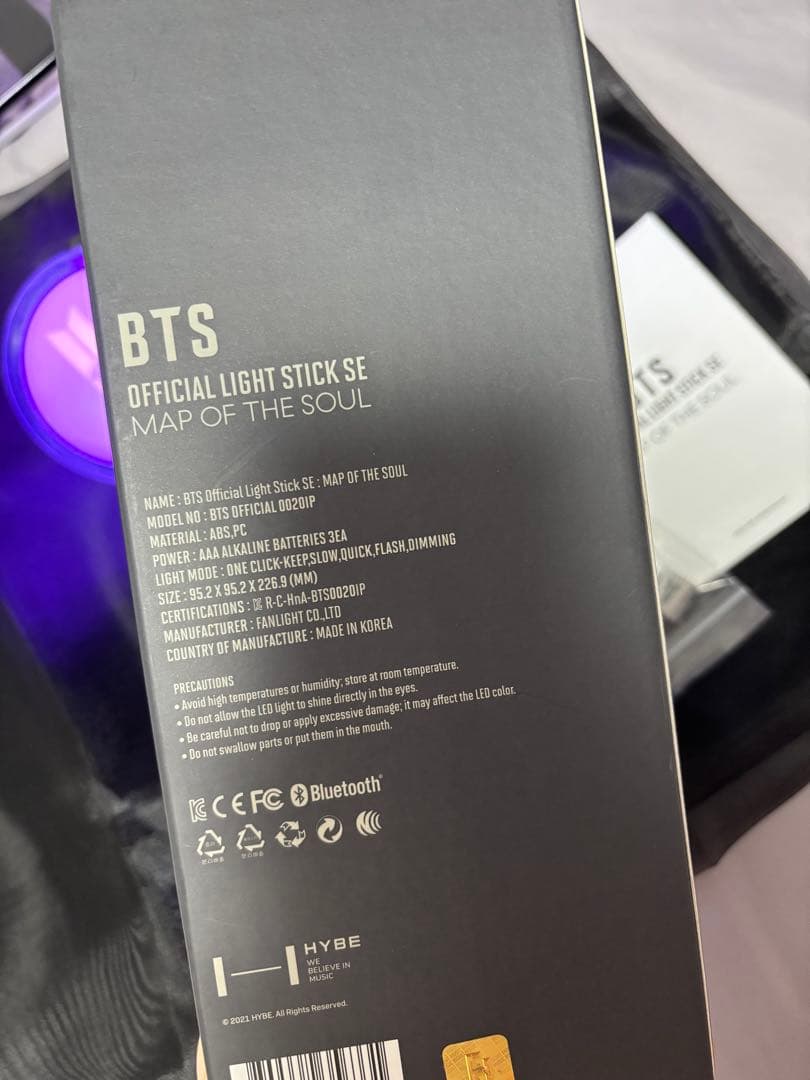 BTS
OFFICIAL LIGHT STICK SE
MAP OF THE SOUL
NAME : BTS Official Light Stick SE : MAP OF THE SOUL
MODEL NO : BTS OFFICIAL 0020IP
MATERIAL : ABS,PC
POWER : AAA ALKALINE BATTERIES 3EA
LIGHT MODE : ONE CLICK-KEEP,SLOW,QUICK,FLASH,DIMMING
SIZE : 95.2 X 95.2 X 226.9 (MM)
CERTIFICATIONS : R-C-HnA-BTS0020IP
MANUFACTURER : FANLIGHT CO.,LTD
COUNTRY OF MANUFACTURE : MADE IN KOREA
PRECAUTIONS
• Avoid high temperatures or humidity; store at room temperature.
• Do not allow the LED light to shine directly in the eyes.
• Be careful not to drop or apply excessive damage; it may affect the LED color.
• Do not swallow parts or put them in the mouth.
CE FC Bluetooth®
HYBE
WE
BELIEVE IN
MUSIC
© 2021 HYBE. All Rights Reserved.
TS
LIGHT STICK SE
OF THE SOUL